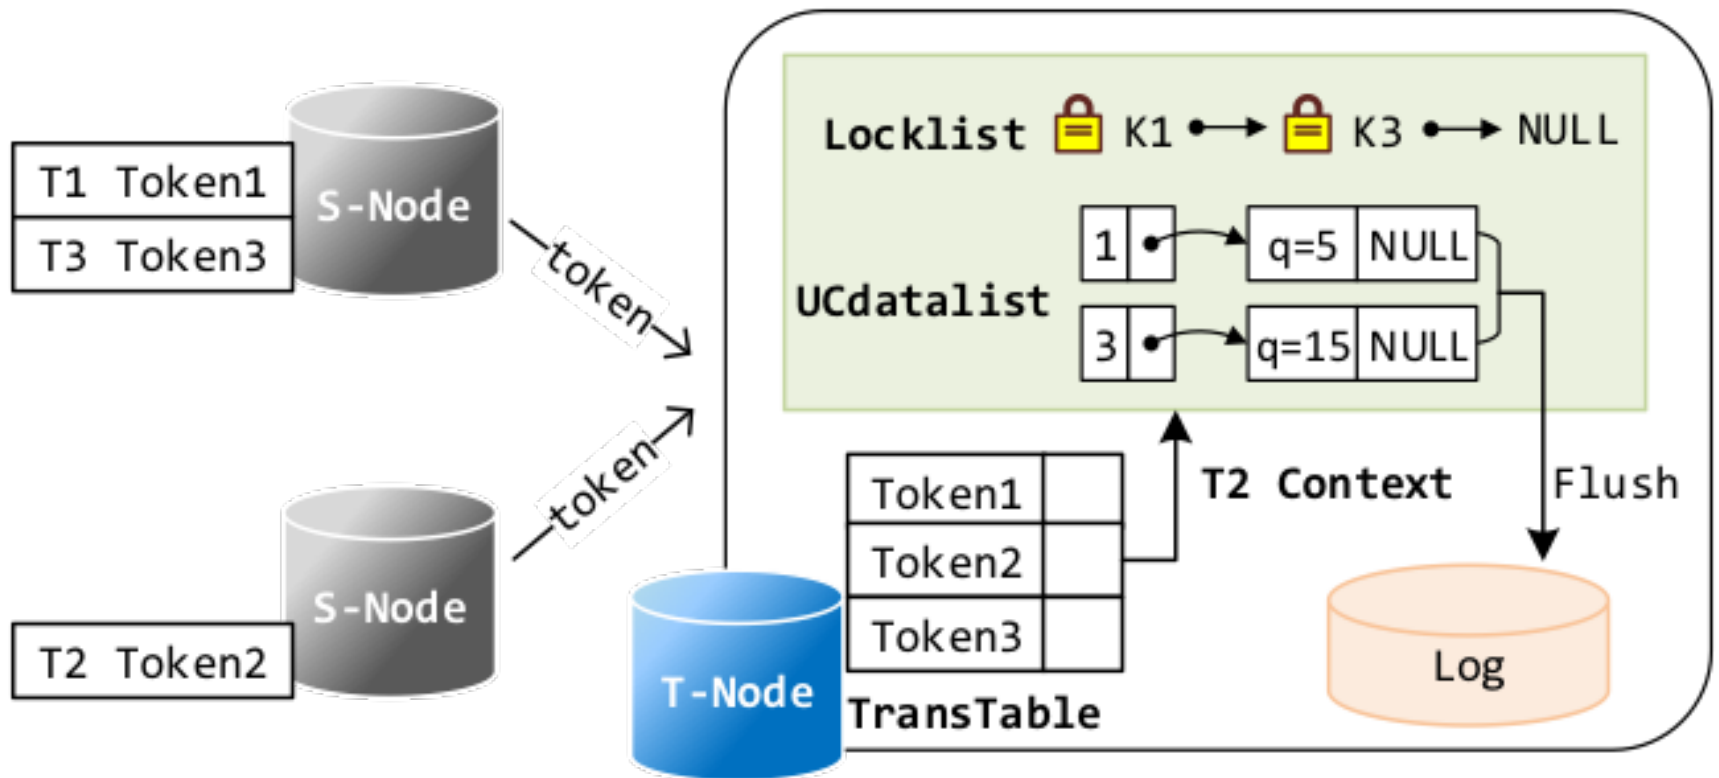 T1 Token1
T3 Token3
S-Node
token
T2 Token2
S-Node
token
Locklist K1 K3 NULL
UCdatalist
1 q=5 NULL
3 q=15 NULL
T2 Context
Flush
Token1
Token2
Token3
TransTable
T-Node
Log